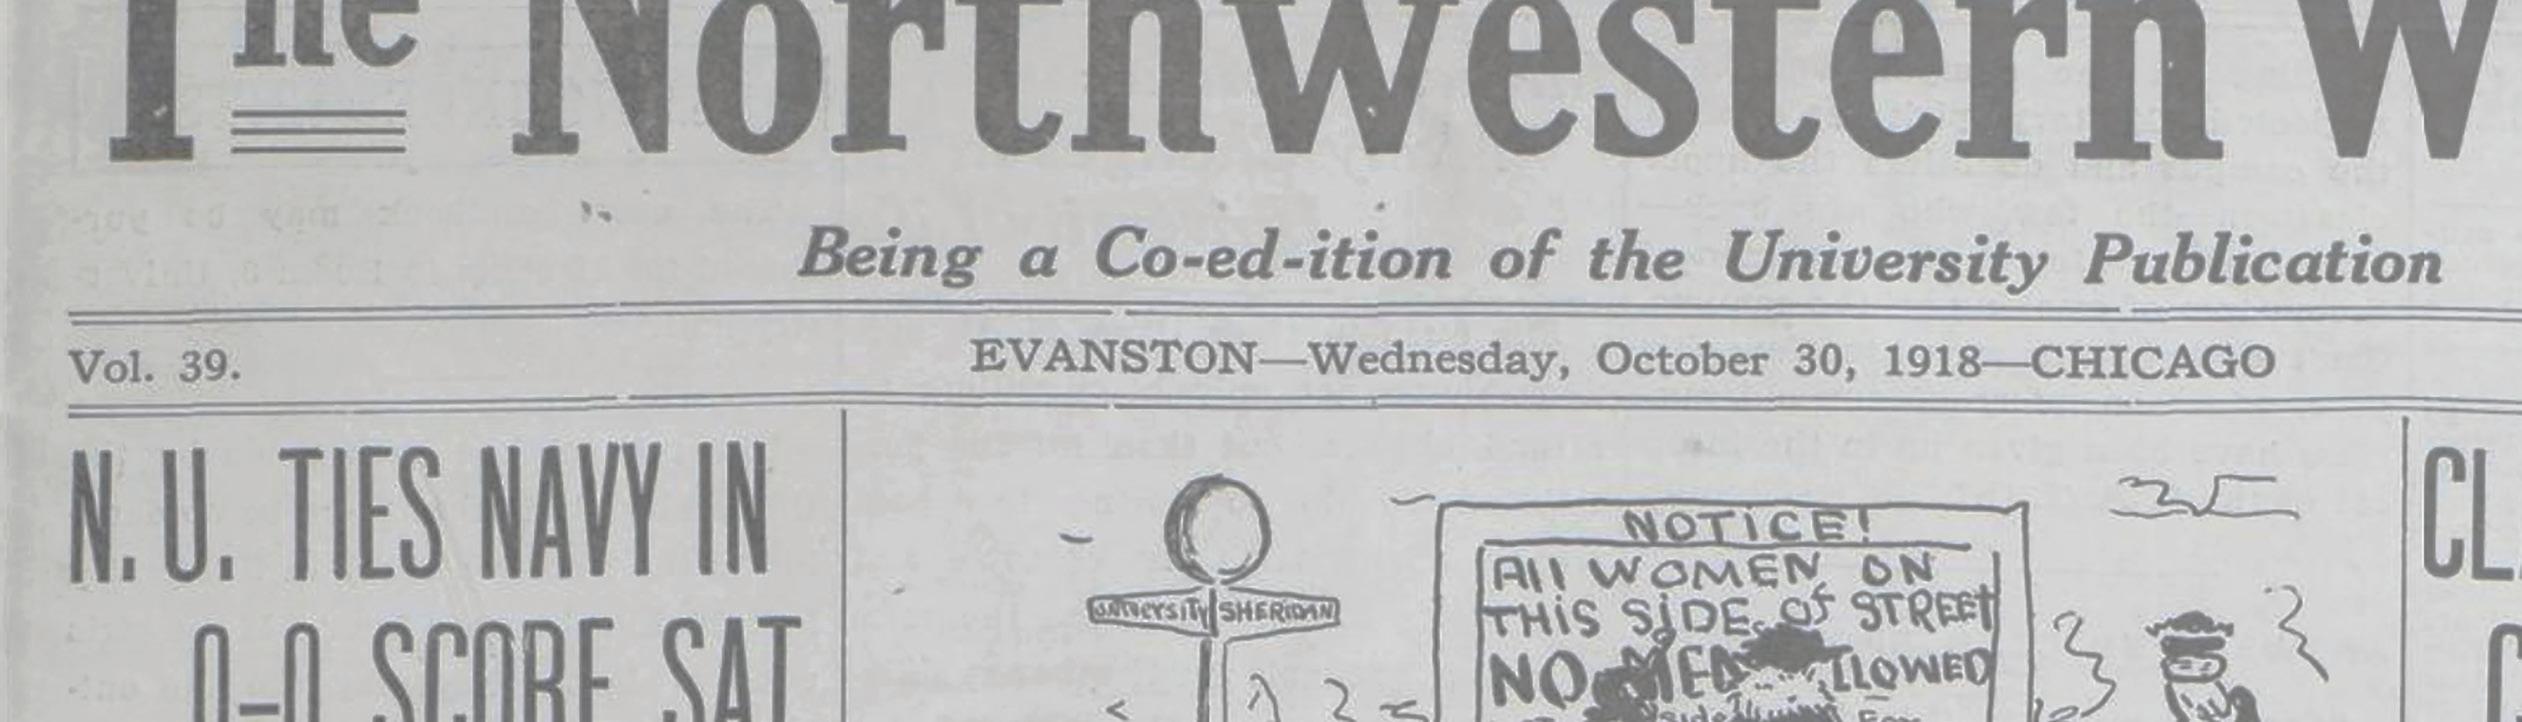 The Northwestern W
Being a Co-ed-ition of the University Publication
Vol. 39.
EVANSTON—Wednesday, October 30, 1918—CHICAGO
N. U. TIES NAVY IN
0-0 SCORE SAT
UNIVERSITY SHERIDAN
NOTICE!
All WOMEN ON
THIS SIDE OF STREET
NO MEN
CL